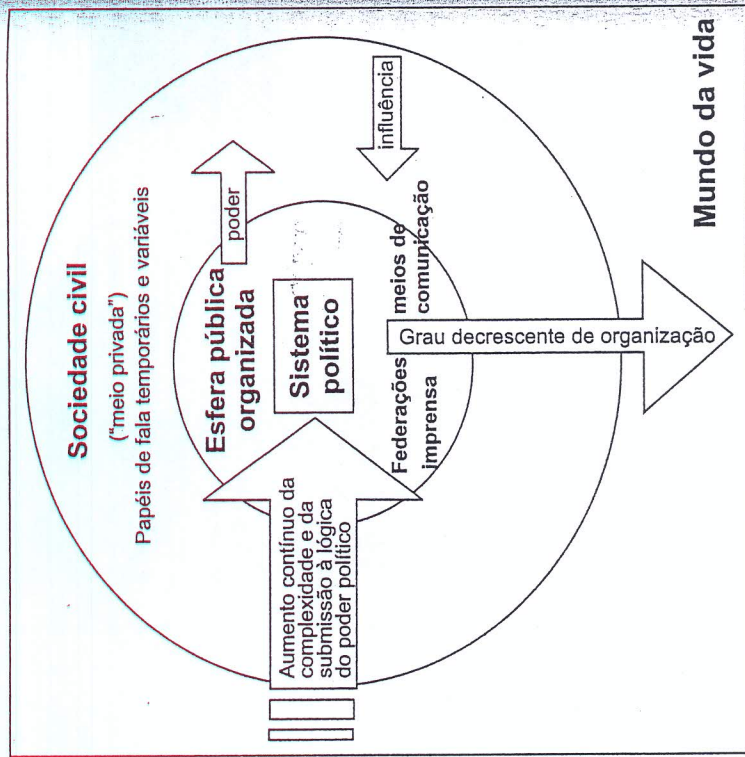 Sociedade civil
("meio privada")
Papéis de fala temporários e variáveis
Esfera pública
organizada
poder
influência
Sistema
político
Aumento contínuo da
complexidade e da
submissão à lógica
do poder político
Federações
imprensa
meios de
comunicação
Grau decrescente de organização
Mundo da vida